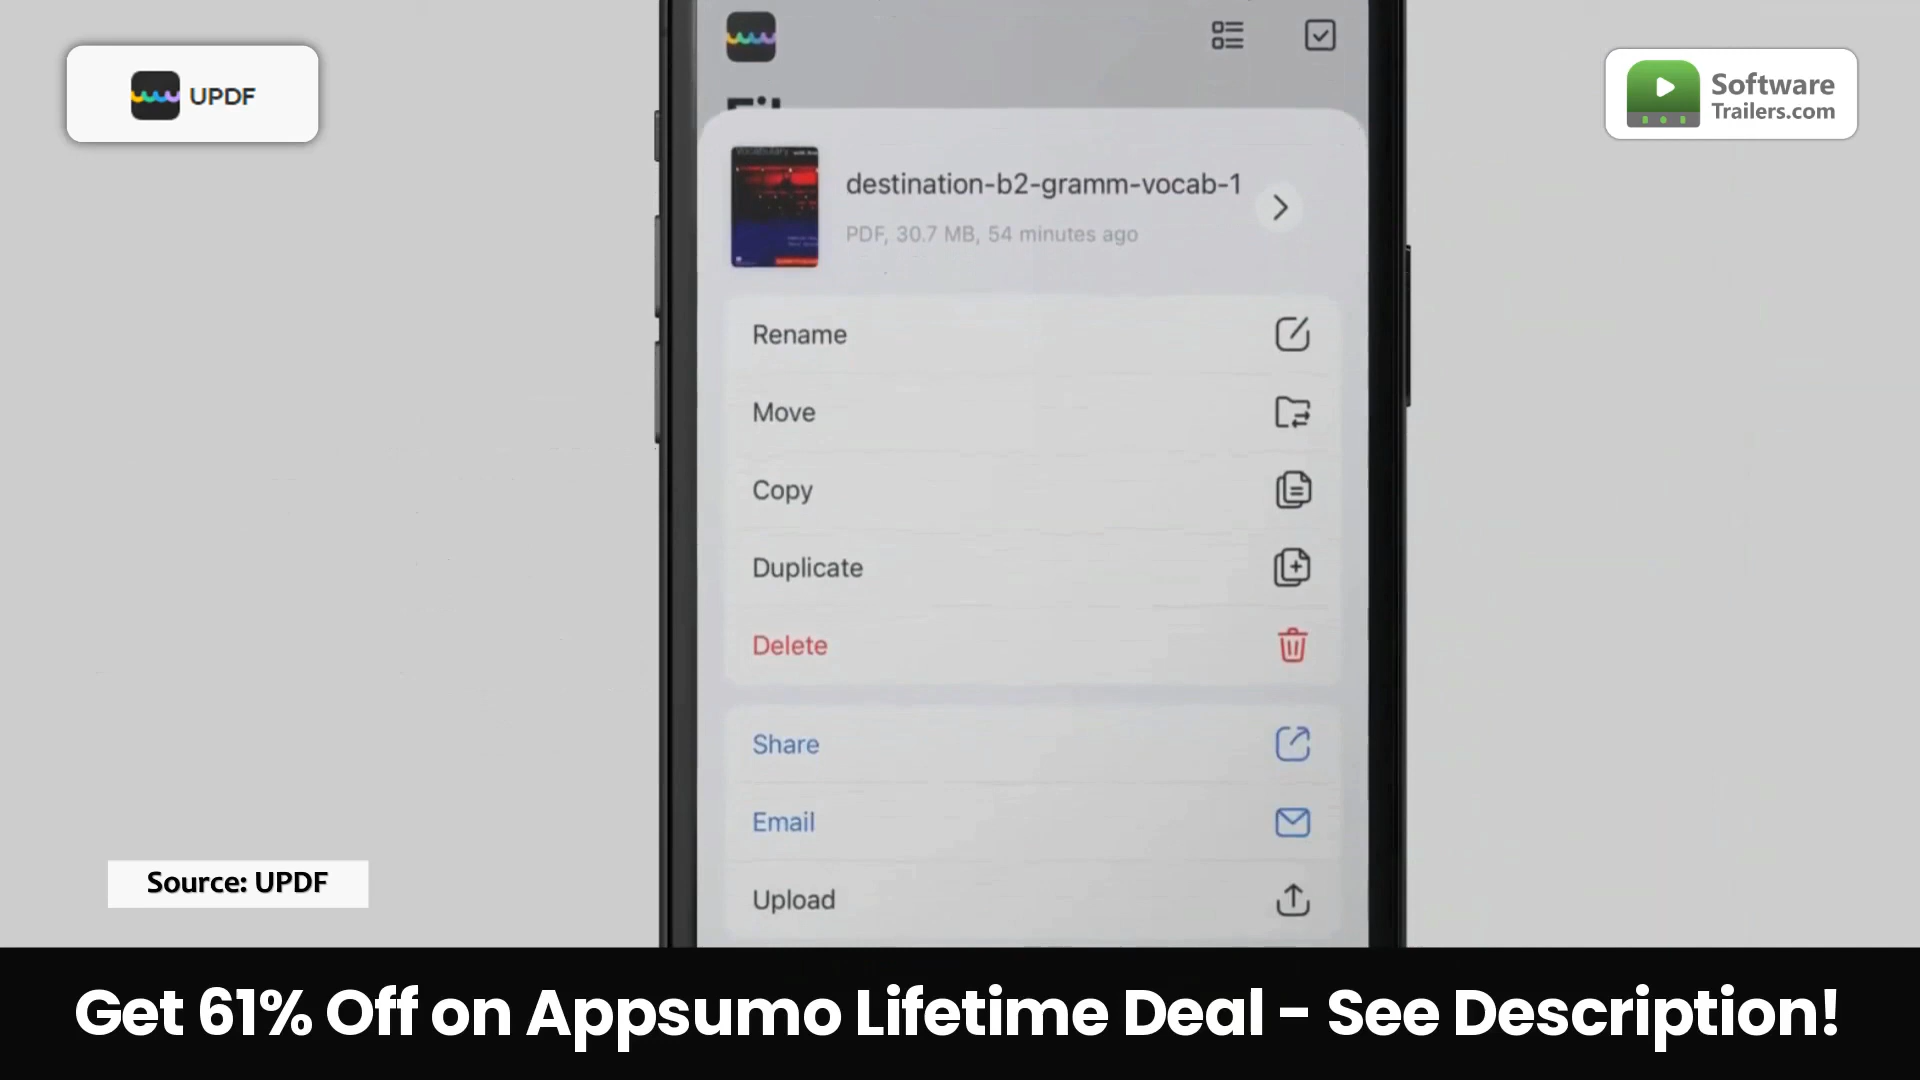 UPDF
Software
Trailers.com
destination-b2-gramm-vocab-1
PDF, 30.7 MB, 54 minutes ago
Rename
Move
Copy
Duplicate
Delete
Share
Email
Upload
Source: UPDF
Get 61% Off on Appsumo Lifetime Deal - See Description!